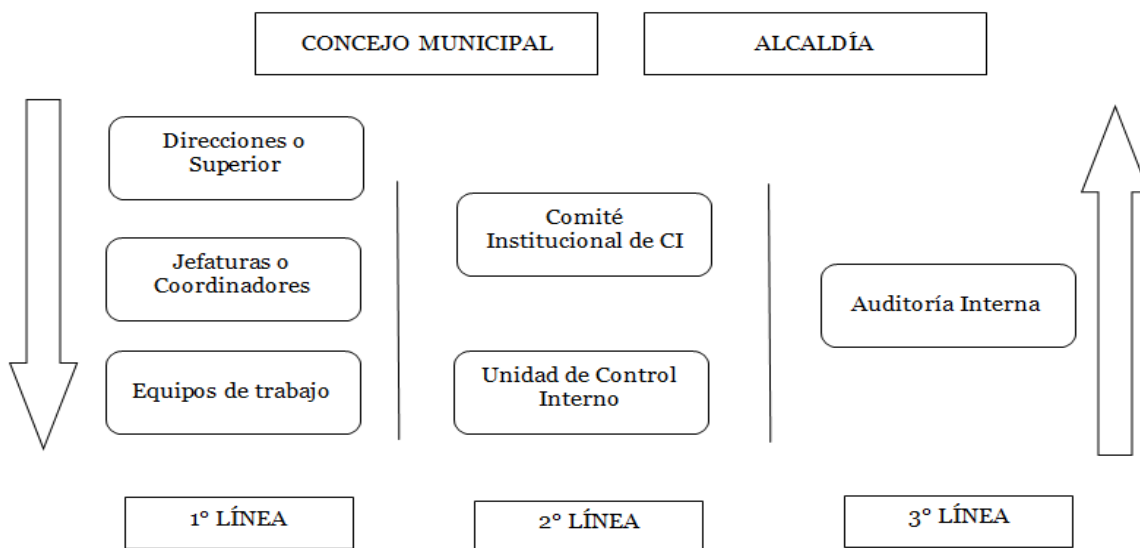 CONCEJO MUNICIPAL
ALCALDÍA
Direcciones o
Superior
Jefaturas o
Coordinadores
Equipos de trabajo
Comité
Institucional de CI
Unidad de Control
Interno
Auditoría Interna
1° LÍNEA
2° LÍNEA
3° LÍNEA